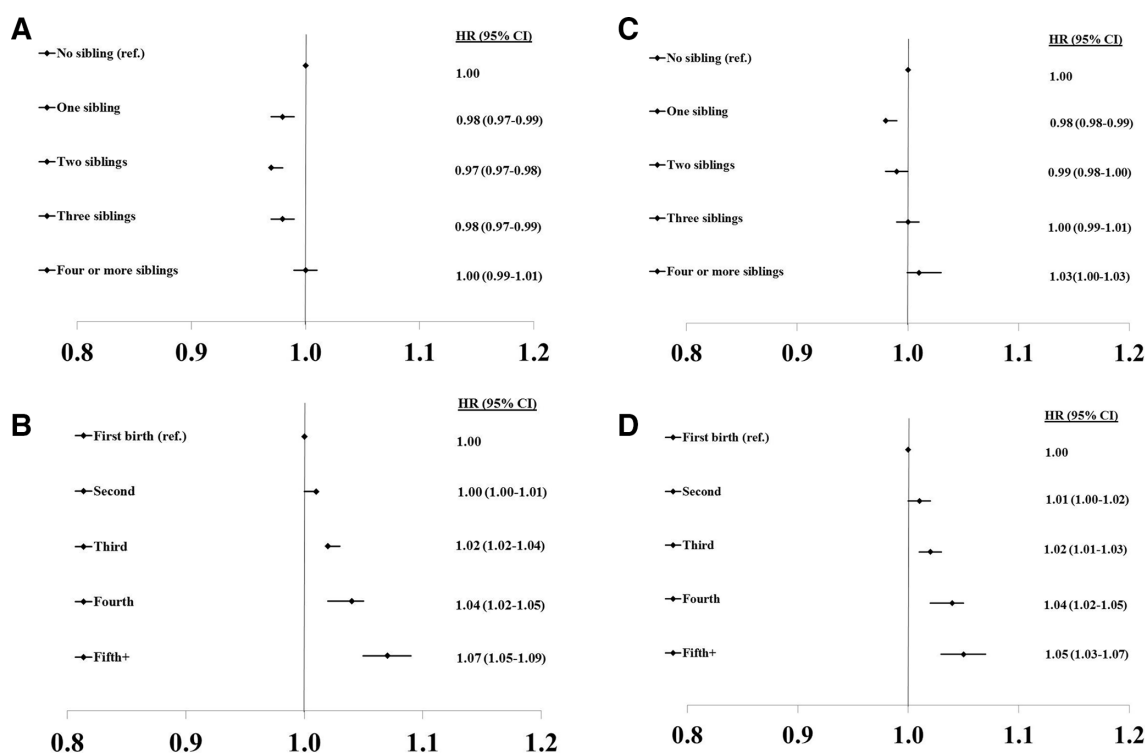 A
HR (95% CI)
No sibling (ref.)
1.00
One sibling
0.98 (0.97-0.99)
Two siblings
0.97 (0.97-0.98)
Three siblings
0.98 (0.97-0.99)
Four or more siblings
1.00 (0.99-1.01)
0.8 0.9 1.0 1.1 1.2
C
HR (95% CI)
No sibling (ref.)
1.00
One sibling
0.98 (0.98-0.99)
Two siblings
0.99 (0.98-1.00)
Three siblings
1.00 (0.99-1.01)
Four or more siblings
1.03(1.00-1.03)
0.8 0.9 1.0 1.1 1.2
B
HR (95% CI)
First birth (ref.)
1.00
Second
1.00 (1.00-1.01)
Third
1.02 (1.02-1.04)
Fourth
1.04 (1.02-1.05)
Fifth+
1.07 (1.05-1.09)
0.8 0.9 1.0 1.1 1.2
D
HR (95% CI)
First birth (ref.)
1.00
Second
1.01 (1.00-1.02)
Third
1.02 (1.01-1.03)
Fourth
1.04 (1.02-1.05)
Fifth+
1.05 (1.03-1.07)
0.8 0.9 1.0 1.1 1.2